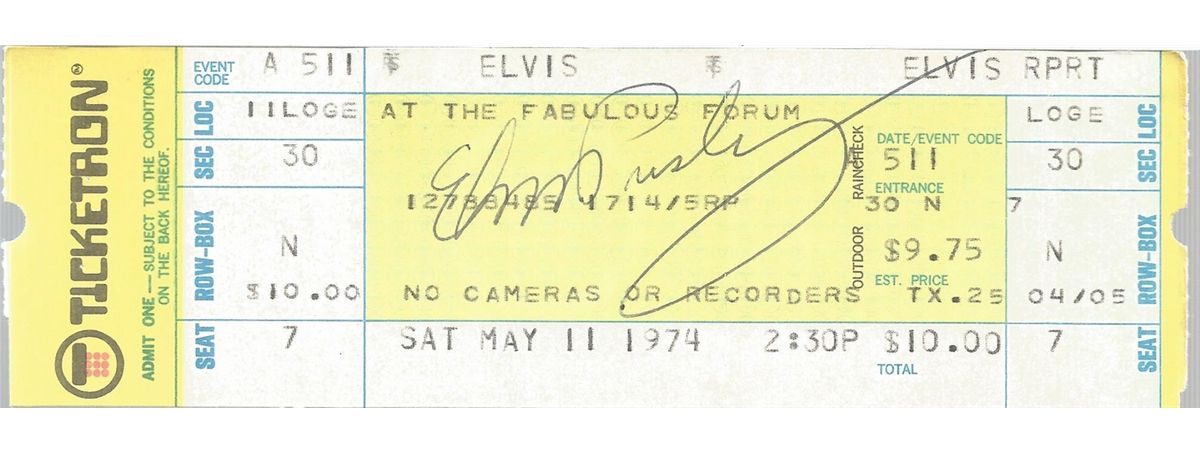 TICKETRON®
ADMIT ONE — SUBJECT TO THE CONDITIONS
ON THE BACK HEREOF.
EVENT CODE A 511 ELVIS ELVIS RPRT
LOC 11LOGE AT THE FABULOUS FORUM LOGE LOC
DATE/EVENT CODE
SEC 30 A 511 30 SEC
Elvis Presley
ENTRANCE
12788485 1714/5RP 30 N 7
OUTDOOR RAINCHECK
ROW-BOX N $9.75 N ROW-BOX
EST. PRICE
$10.00 NO CAMERAS OR RECORDERS TX.25 04/05
SEAT 7 SAT MAY 11 1974 2:30P $10.00 7 SEAT
TOTAL